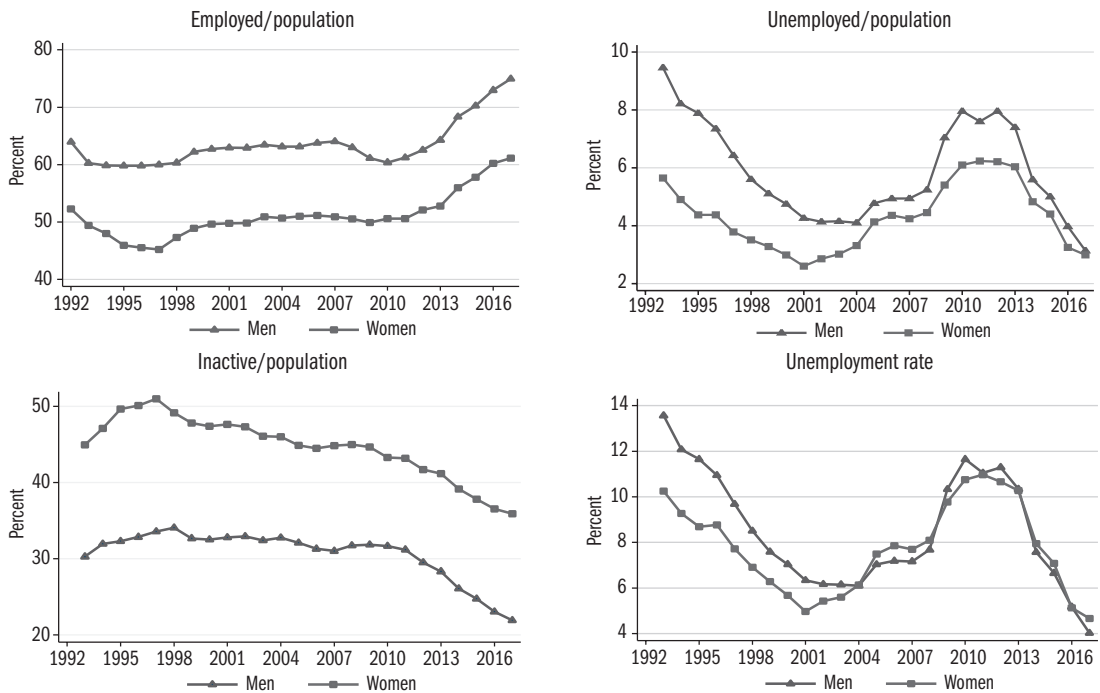 Employed/population
80
70
60
50
40
Percent
1992 1995 1998 2001 2004 2007 2010 2013 2016
Men Women
Unemployed/population
10
8
6
4
2
Percent
1992 1995 1998 2001 2004 2007 2010 2013 2016
Men Women
Inactive/population
50
40
30
20
Percent
1992 1995 1998 2001 2004 2007 2010 2013 2016
Men Women
Unemployment rate
14
12
10
8
6
4
Percent
1992 1995 1998 2001 2004 2007 2010 2013 2016
Men Women